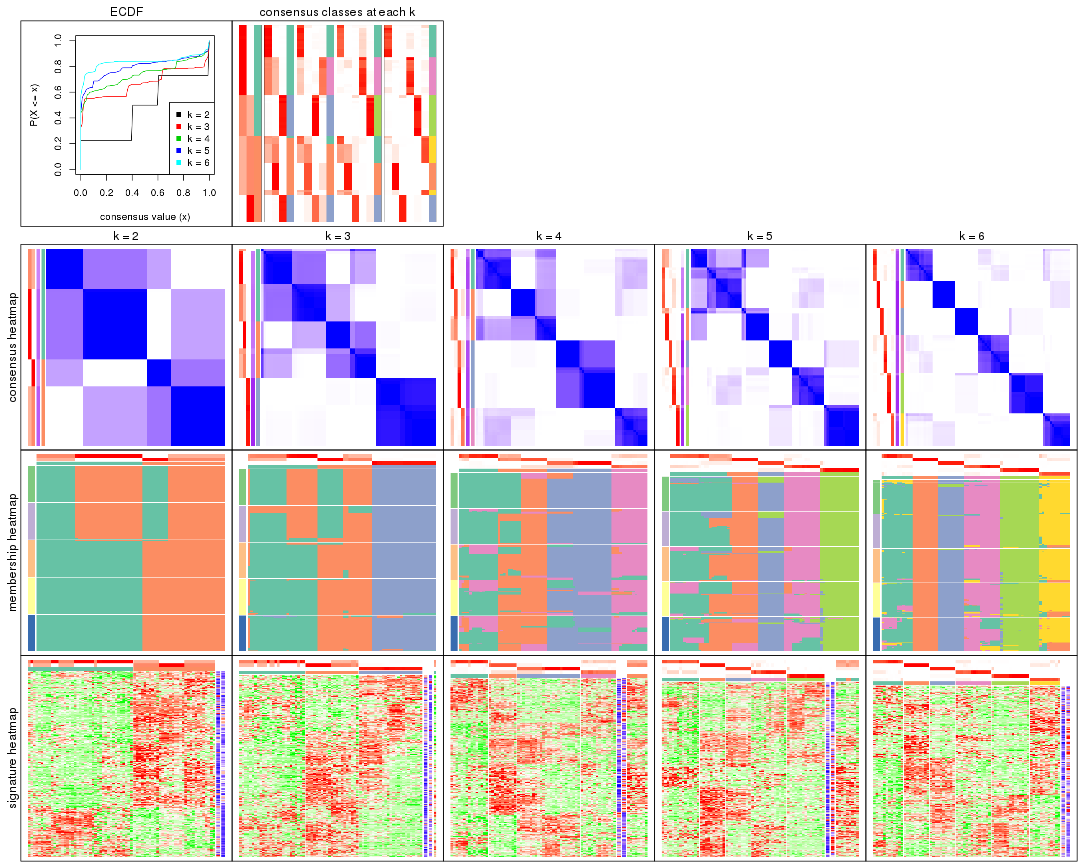 ECDF
consensus classes at each k
P(X <= x)
0.0 0.2 0.4 0.6 0.8 1.0
k = 2
k = 3
k = 4
k = 5
k = 6
0.0 0.2 0.4 0.6 0.8 1.0
consensus value (x)
k = 2
k = 3
k = 4
k = 5
k = 6
consensus heatmap
membership heatmap
signature heatmap